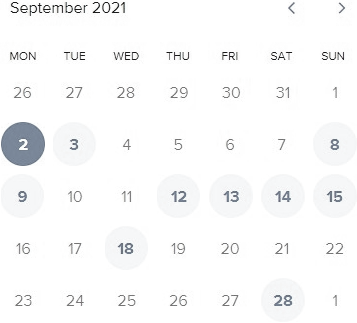 September 2021
MON TUE WED THU FRI SAT SUN
26 27 28 29 30 31 1
2 3 4 5 6 7 8
9 10 11 12 13 14 15
16 17 18 19 20 21 22
23 24 25 26 27 28 1